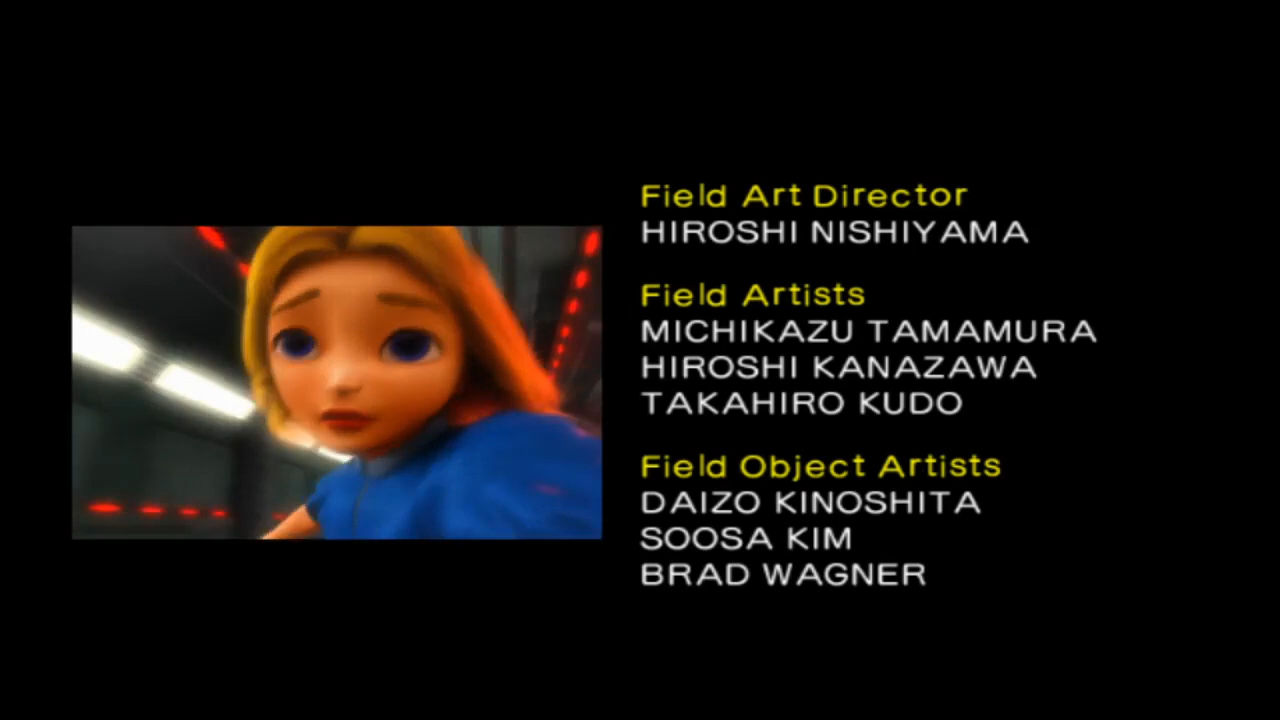 Field Art Director
HIROSHI NISHIYAMA
Field Artists
MICHIKAZU TAMAMURA
HIROSHI KANAZAWA
TAKAHIRO KUDO
Field Object Artists
DAIZO KINOSHITA
SOOSA KIM
BRAD WAGNER